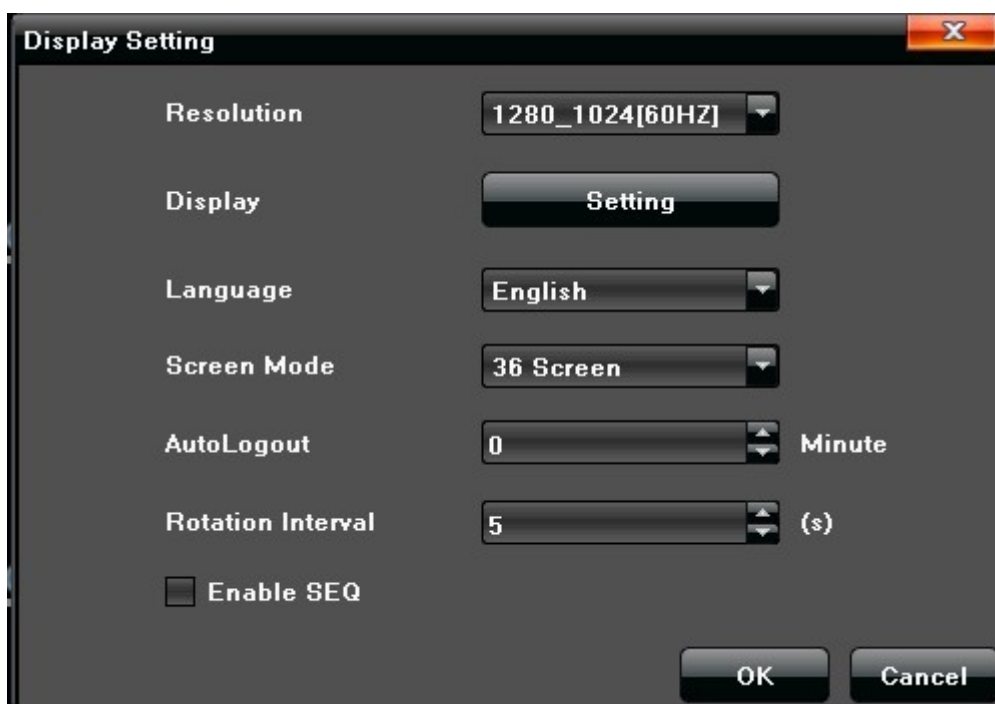 Display Setting
X
Resolution 1280_1024[60HZ]
Display Setting
Language English
Screen Mode 36 Screen
AutoLogout 0 Minute
Rotation Interval 5 (s)
Enable SEQ
OK Cancel